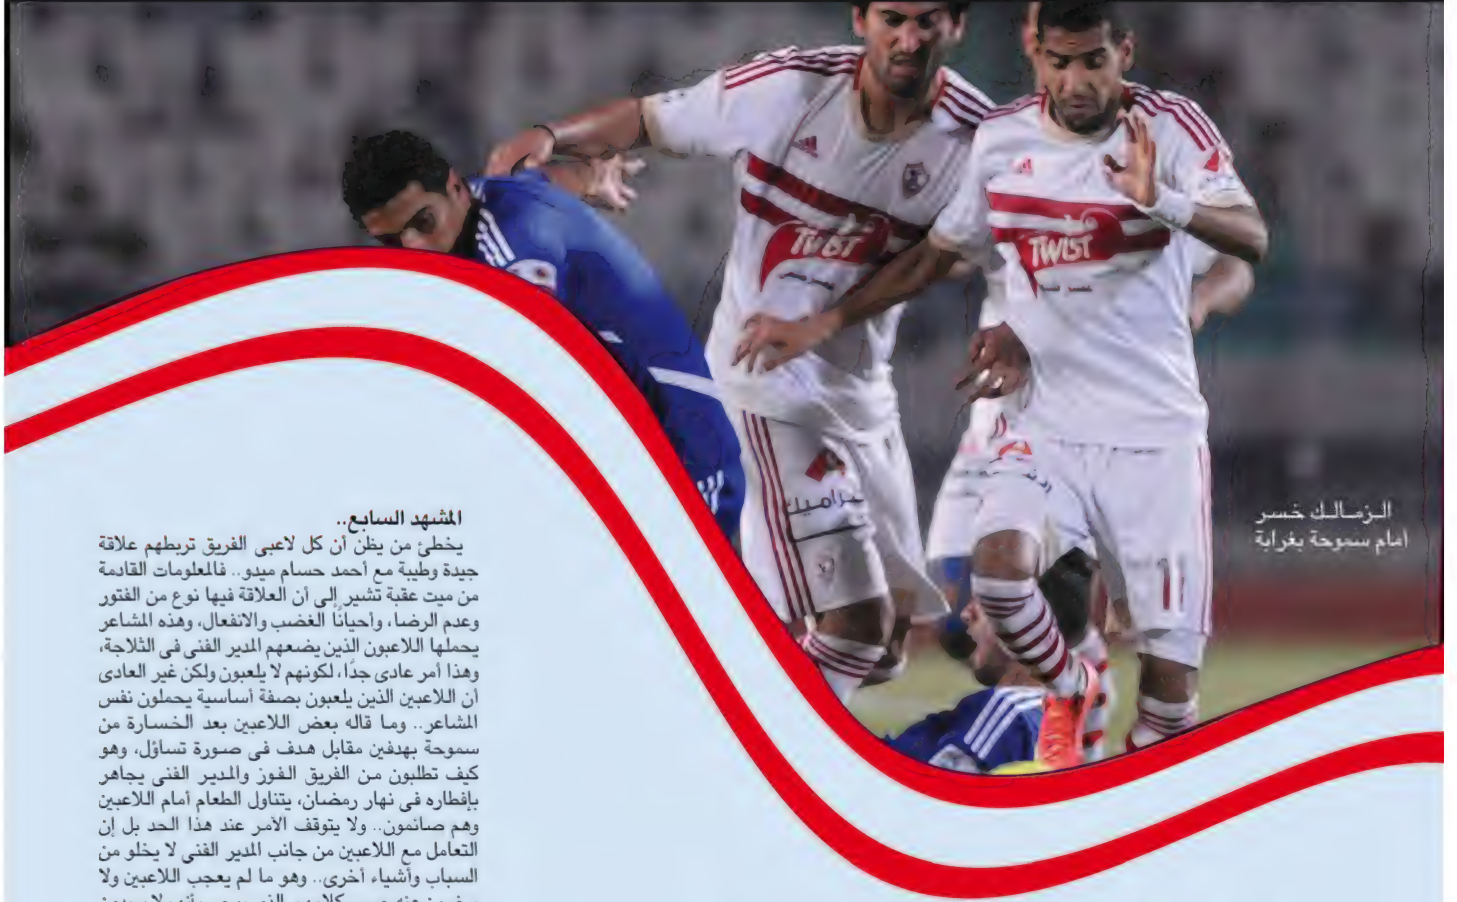 TWIST
TWIST
الزمالك خسر
أمام سموحة بغرابة
المشهد السابع..
يخطئ من يظن أن كل لاعبى الفريق تربطهم علاقة
جيدة وطيبة مع أحمد حسام ميدو.. فالمعلومات القادمة
من ميت عقبة تشير إلى أن العلاقة فيها نوع من الفتور
وعدم الرضا، وأحيانًا الغضب والانفعال، وهذه المشاعر
يحملها اللاعبون الذين يضعهم المدير الفنى فى الثلاجة،
وهذا أمر عادى جدًا، لكونهم لا يلعبون ولكن غير العادى
أن اللاعبين الذين يلعبون بصفة أساسية يحملون نفس
المشاعر.. وما قاله بعض اللاعبين بعد الخسارة من
سموحة بهدفين مقابل هدف فى صورة تساؤل، وهو
كيف تطلبون من الفريق الفوز والمدير الفنى يجاهر
بإفطاره فى نهار رمضان، يتناول الطعام أمام اللاعبين
وهم صائمون.. ولا يتوقف الأمر عند هذا الحد بل إن
التعامل مع اللاعبين من جانب المدير الفنى لا يخلو من
السباب وأشياء أخرى.. وهو ما لم يعجب اللاعبين ولا